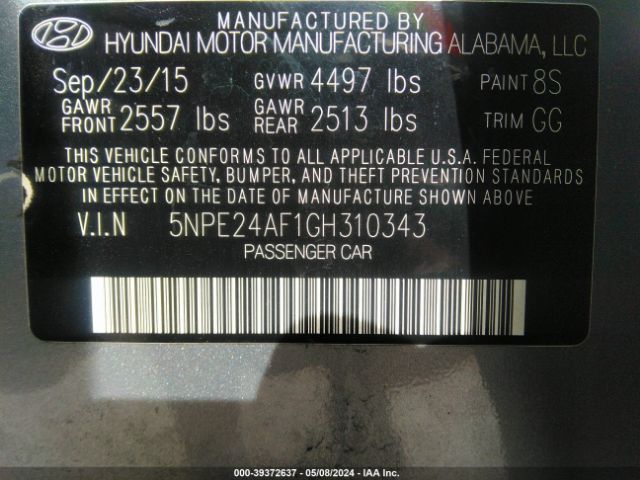 MANUFACTURED BY
HYUNDAI MOTOR MANUFACTURING ALABAMA, LLC
Sep/23/15 GVWR 4497 lbs PAINT 8S
GAWR FRONT 2557 lbs GAWR REAR 2513 lbs TRIM GG
THIS VEHICLE CONFORMS TO ALL APPLICABLE U.S.A. FEDERAL
MOTOR VEHICLE SAFETY, BUMPER, AND THEFT PREVENTION STANDARDS
IN EFFECT ON THE DATE OF MANUFACTURE SHOWN ABOVE
V.I.N 5NPE24AF1GH310343
PASSENGER CAR
000-39372637 - 05/08/2024 - IAA Inc.